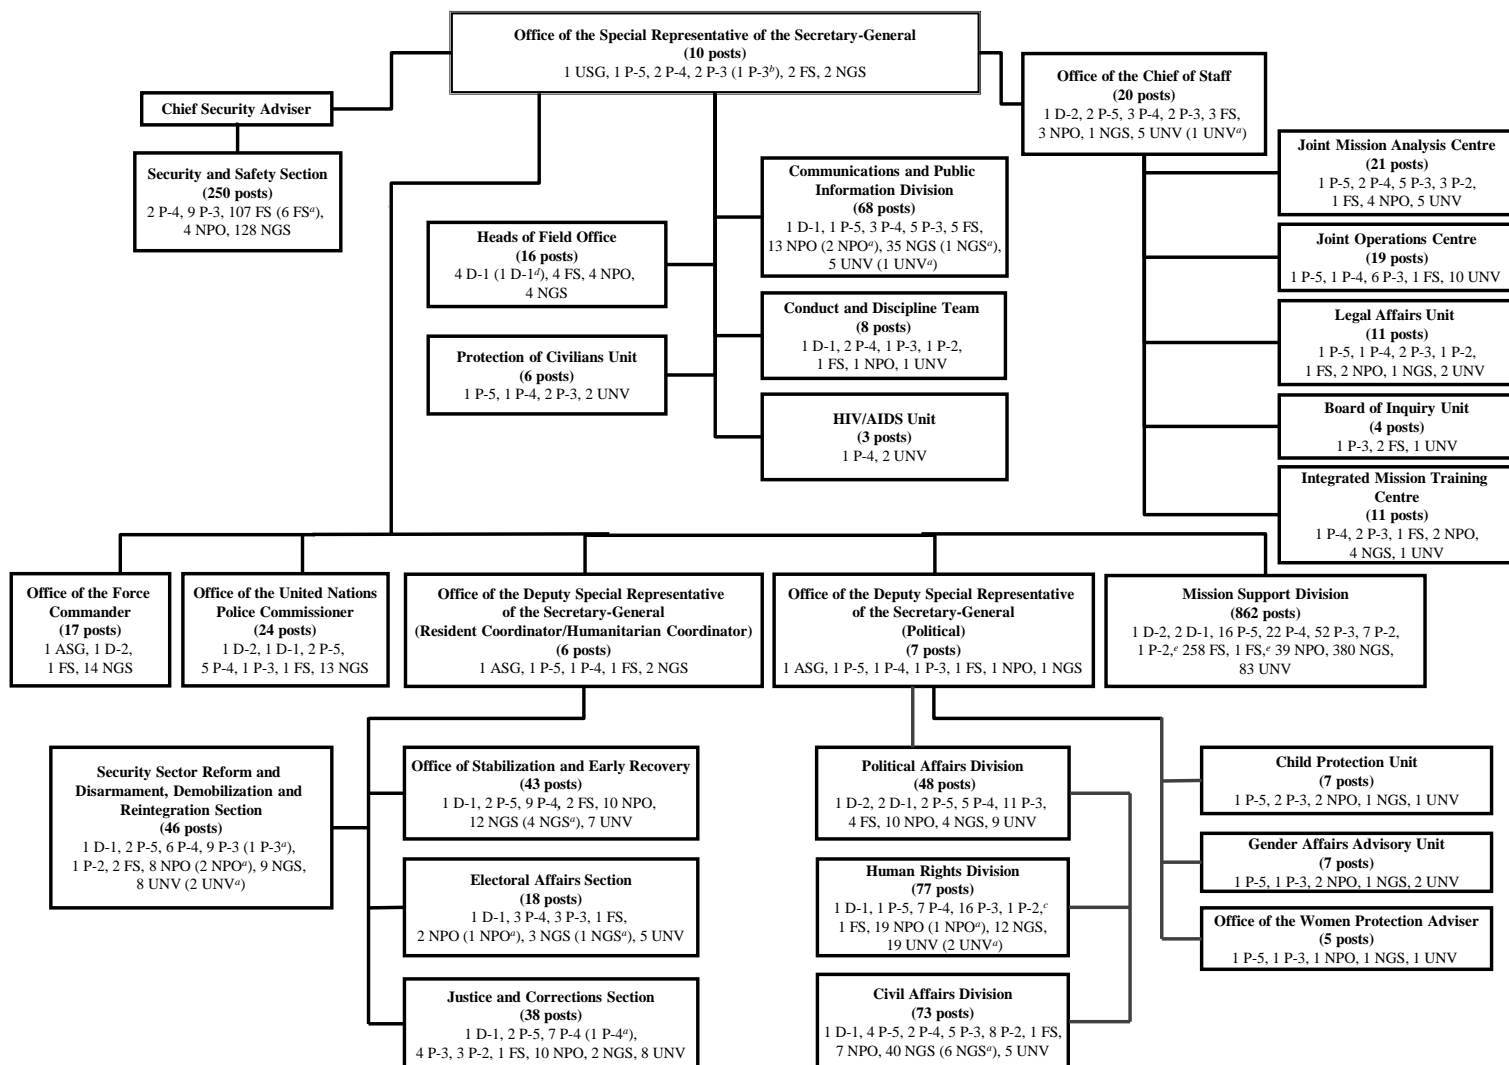 Office of the Special Representative of the Secretary-General
(10 posts)
1 USG, 1 P-5, 2 P-4, 2 P-3 (1 P-3ᵇ), 2 FS, 2 NGS
Chief Security Adviser
Security and Safety Section
(250 posts)
2 P-4, 9 P-3, 107 FS (6 FSᵃ),
4 NPO, 128 NGS
Office of the Chief of Staff
(20 posts)
1 D-2, 2 P-5, 3 P-4, 2 P-3, 3 FS,
3 NPO, 1 NGS, 5 UNV (1 UNVᵃ)
Heads of Field Office
(16 posts)
4 D-1 (1 D-1ᵈ), 4 FS, 4 NPO,
4 NGS
Protection of Civilians Unit
(6 posts)
1 P-5, 1 P-4, 2 P-3, 2 UNV
Communications and Public
Information Division
(68 posts)
1 D-1, 1 P-5, 3 P-4, 5 P-3, 5 FS,
13 NPO (2 NPOᵃ), 35 NGS (1 NGSᵃ),
5 UNV (1 UNVᵃ)
Conduct and Discipline Team
(8 posts)
1 D-1, 2 P-4, 1 P-3, 1 P-2,
1 FS, 1 NPO, 1 UNV
HIV/AIDS Unit
(3 posts)
1 P-4, 2 UNV
Joint Mission Analysis Centre
(21 posts)
1 P-5, 2 P-4, 5 P-3, 3 P-2,
1 FS, 4 NPO, 5 UNV
Joint Operations Centre
(19 posts)
1 P-5, 1 P-4, 6 P-3, 1 FS, 10 UNV
Legal Affairs Unit
(11 posts)
1 P-5, 1 P-4, 2 P-3, 1 P-2,
1 FS, 2 NPO, 1 NGS, 2 UNV
Board of Inquiry Unit
(4 posts)
1 P-3, 2 FS, 1 UNV
Integrated Mission Training
Centre
(11 posts)
1 P-4, 2 P-3, 1 FS, 2 NPO,
4 NGS, 1 UNV
Office of the Force
Commander
(17 posts)
1 ASG, 1 D-2,
1 FS, 14 NGS
Office of the United Nations
Police Commissioner
(24 posts)
1 D-2, 1 D-1, 2 P-5,
5 P-4, 1 P-3, 1 FS, 13 NGS
Office of the Deputy Special Representative
of the Secretary-General
(Resident Coordinator/Humanitarian Coordinator)
(6 posts)
1 ASG, 1 P-5, 1 P-4, 1 FS, 2 NGS
Office of the Deputy Special Representative
of the Secretary-General
(Political)
(7 posts)
1 ASG, 1 P-5, 1 P-4, 1 P-3, 1 FS, 1 NPO, 1 NGS
Mission Support Division
(862 posts)
1 D-2, 2 D-1, 16 P-5, 22 P-4, 52 P-3, 7 P-2,
1 P-2,ᵉ 258 FS, 1 FS,ᵉ 39 NPO, 380 NGS,
83 UNV
Security Sector Reform and
Disarmament, Demobilization and
Reintegration Section
(46 posts)
1 D-1, 2 P-5, 6 P-4, 9 P-3 (1 P-3ᵃ),
1 P-2, 2 FS, 8 NPO (2 NPOᵃ), 9 NGS,
8 UNV (2 UNVᵃ)
Office of Stabilization and Early Recovery
(43 posts)
1 D-1, 2 P-5, 9 P-4, 2 FS, 10 NPO,
12 NGS (4 NGSᵃ), 7 UNV
Electoral Affairs Section
(18 posts)
1 D-1, 3 P-4, 3 P-3, 1 FS,
2 NPO (1 NPOᵃ), 3 NGS (1 NGSᵃ), 5 UNV
Justice and Corrections Section
(38 posts)
1 D-1, 2 P-5, 7 P-4 (1 P-4ᵃ),
4 P-3, 3 P-2, 1 FS, 10 NPO, 2 NGS, 8 UNV
Political Affairs Division
(48 posts)
1 D-2, 2 D-1, 2 P-5, 5 P-4, 11 P-3,
4 FS, 10 NPO, 4 NGS, 9 UNV
Human Rights Division
(77 posts)
1 D-1, 1 P-5, 7 P-4, 16 P-3, 1 P-2,ᶜ
1 FS, 19 NPO (1 NPOᵃ), 12 NGS,
19 UNV (2 UNVᵃ)
Civil Affairs Division
(73 posts)
1 D-1, 4 P-5, 2 P-4, 5 P-3, 8 P-2, 1 FS,
7 NPO, 40 NGS (6 NGSᵃ), 5 UNV
Child Protection Unit
(7 posts)
1 P-5, 2 P-3, 2 NPO, 1 NGS, 1 UNV
Gender Affairs Advisory Unit
(7 posts)
1 P-5, 1 P-3, 2 NPO, 1 NGS, 2 UNV
Office of the Women Protection Adviser
(5 posts)
1 P-5, 1 P-3, 1 NPO, 1 NGS, 1 UNV